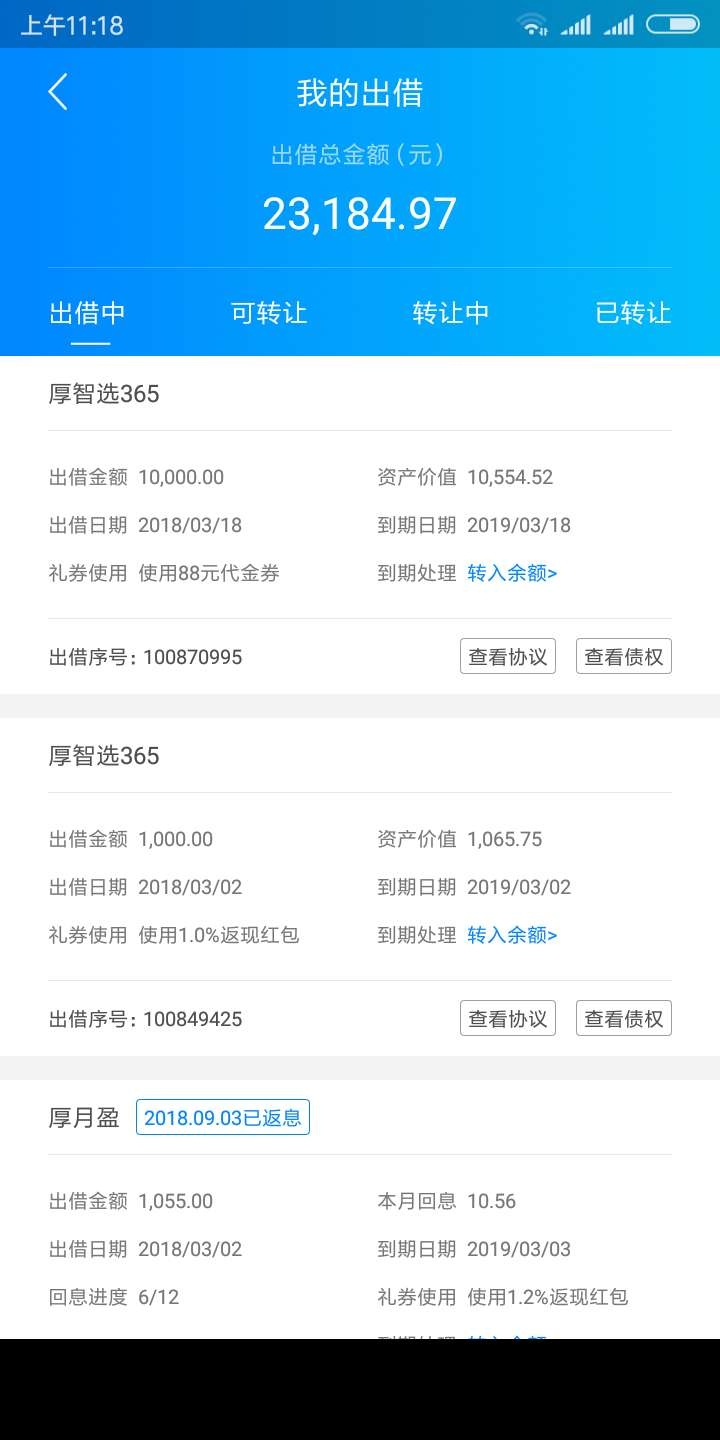 上午11:18
我的出借
出借总金额(元)
23,184.97
出借中 可转让 转让中 已转让
厚智选365
出借金额 10,000.00 资产价值 10,554.52
出借日期 2018/03/18 到期日期 2019/03/18
礼券使用 使用88元代金券 到期处理 转入余额>
出借序号: 100870995 查看协议 查看债权
厚智选365
出借金额 1,000.00 资产价值 1,065.75
出借日期 2018/03/02 到期日期 2019/03/02
礼券使用 使用1.0%返现红包 到期处理 转入余额>
出借序号: 100849425 查看协议 查看债权
厚月盈 2018.09.03已返息
出借金额 1,055.00 本月回息 10.56
出借日期 2018/03/02 到期日期 2019/03/03
回息进度 6/12 礼券使用 使用1.2%返现红包